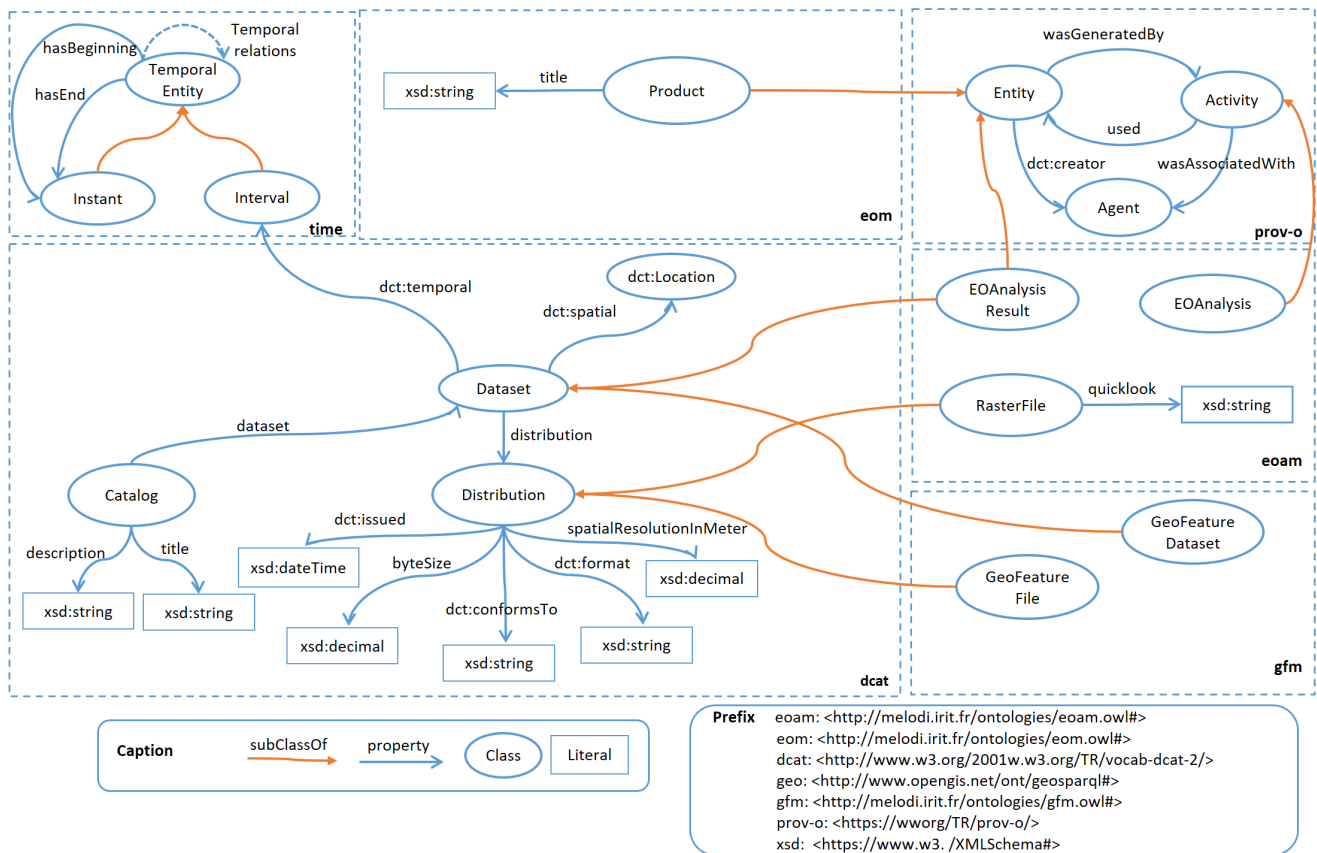 hasBeginning
Temporal
relations
Temporal
Entity
hasEnd
Instant
Interval
time
title
xsd:string
Product
eom
wasGeneratedBy
Entity
Activity
used
dct:creator
wasAssociatedWith
Agent
prov-o
dct:temporal
dct:Location
dct:spatial
Dataset
dataset
distribution
Catalog
Distribution
description
title
xsd:string
xsd:string
dct:issued
xsd:dateTime
byteSize
xsd:decimal
dct:conformsTo
xsd:string
dct:format
xsd:string
spatialResolutionInMeter
xsd:decimal
dcat
EOAnalysis
Result
EOAnalysis
RasterFile
quicklook
xsd:string
eoam
GeoFeature
Dataset
GeoFeature
File
gfm
Caption
subClassOf
property
Class
Literal
Prefix
eoam: <http://melodi.irit.fr/ontologies/eoam.owl#>
eom: <http://melodi.irit.fr/ontologies/eom.owl#>
dcat: <http://www.w3.org/2001w.w3.org/TR/vocab-dcat-2/>
geo: <http://www.opengis.net/ont/geosparql#>
gfm: <http://melodi.irit.fr/ontologies/gfm.owl#>
prov-o: <https://wworg/TR/prov-o/>
xsd: <https://www.w3. /XMLSchema#>